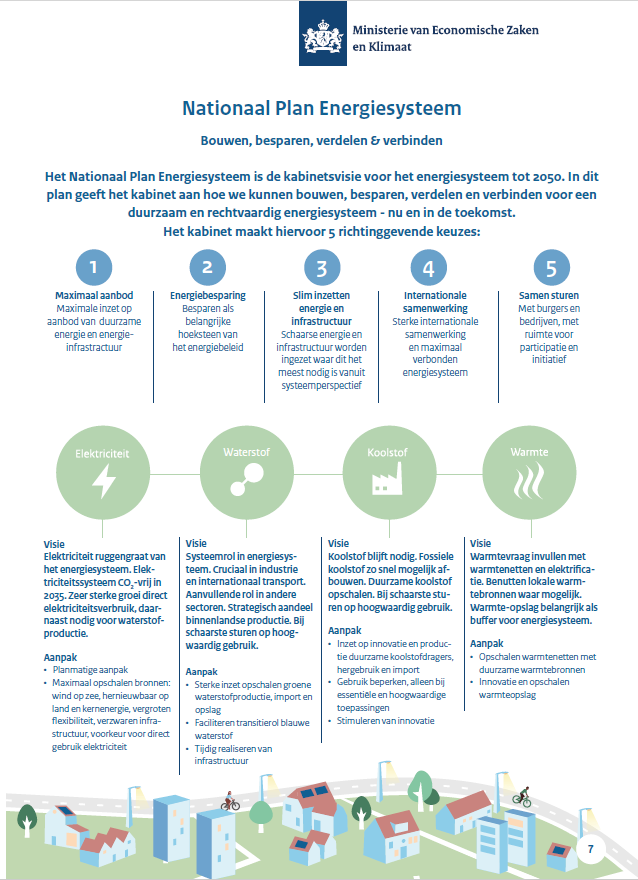 Ministerie van Economische Zaken
en Klimaat
Nationaal Plan Energiesysteem
Bouwen, besparen, verdelen & verbinden
Het Nationaal Plan Energiesysteem is de kabinetsvisie voor het energiesysteem tot 2050. In dit
plan geeft het kabinet aan hoe we kunnen bouwen, besparen, verdelen en verbinden voor een
duurzaam en rechtvaardig energiesysteem - nu en in de toekomst.
Het kabinet maakt hiervoor 5 richtinggevende keuzes:
1
Maximaal aanbod
Maximale inzet op
aanbod van duurzame
energie en energie-
infrastractuur
2
Energiebesparing
Besparen als
belangrijke
hoeksteen van
het energiebeleid
3
Slim inzetten
energie en
infrastructuur
Schaarse energie en
infrastructuur worden
ingezet waar dit het
meest nodig is vanuit
systeemperspectief
4
Internationale
samenwerking
Sterke internationale
samenwerking
en maximaal
verbonden
energiesysteem
5
Samen sturen
Met burgers en
bedrijven, met
ruimte voor
participatie en
initiatief
Elektriciteit
Waterstof
Koolstof
Warmte
Visie
Elektriciteit ruggengraat van
het energiesysteem. Elek-
triciteitssysteem CO₂-vrij in
2035. Zeer sterke groei direct
elektriciteitsverbruik, daar-
naast nodig voor waterstof-
productie.
Aanpak
• Planmatige aanpak
• Maximaal opschalen bronnen:
wind op zee, hernieuwbaar op
land en kernenergie, vergroten
flexibiliteit, verzwaren infra-
structuur, voorkeur voor direct
gebruik elektriciteit
Visie
Systeemrol in energiesys-
teem. Cruciaal in industrie
en internationaal transport.
Aanvullende rol in andere
sectoren. Strategisch aandeel
binnenlandse productie. Bij
schaarste sturen op hoog-
waardig gebruik.
Aanpak
• Sterke inzet opschalen groene
waterstofproductie, import en
opslag
• Faciliteren transitierol blauwe
waterstof
• Tijdig realiseren van
infrastructuur
Visie
Koolstof blijft nodig. Fossiele
koolstof zo snel mogelijk af-
bouwen. Duurzame koolstof
opschalen. Bij schaarste stu-
ren op hoogwaardig gebruik.
Aanpak
• Inzet op innovatie en produc-
tie duurzame koolstofdragers,
hergebruik en import
• Gebruik beperken, alleen bij
essentiële en hoogwaardige
toepassingen
• Stimuleren van innovatie
Visie
Warmtevraag invullen met
warmtenetten en elektrifica-
tie. Benutten lokale warm-
tebronnen waar mogelijk.
Warmte-opslag belangrijk als
buffer voor energiesysteem.
Aanpak
• Opschalen warmtenetten met
duurzame warmtebronnen
• Innovatie en opschalen
warmteopslag
7